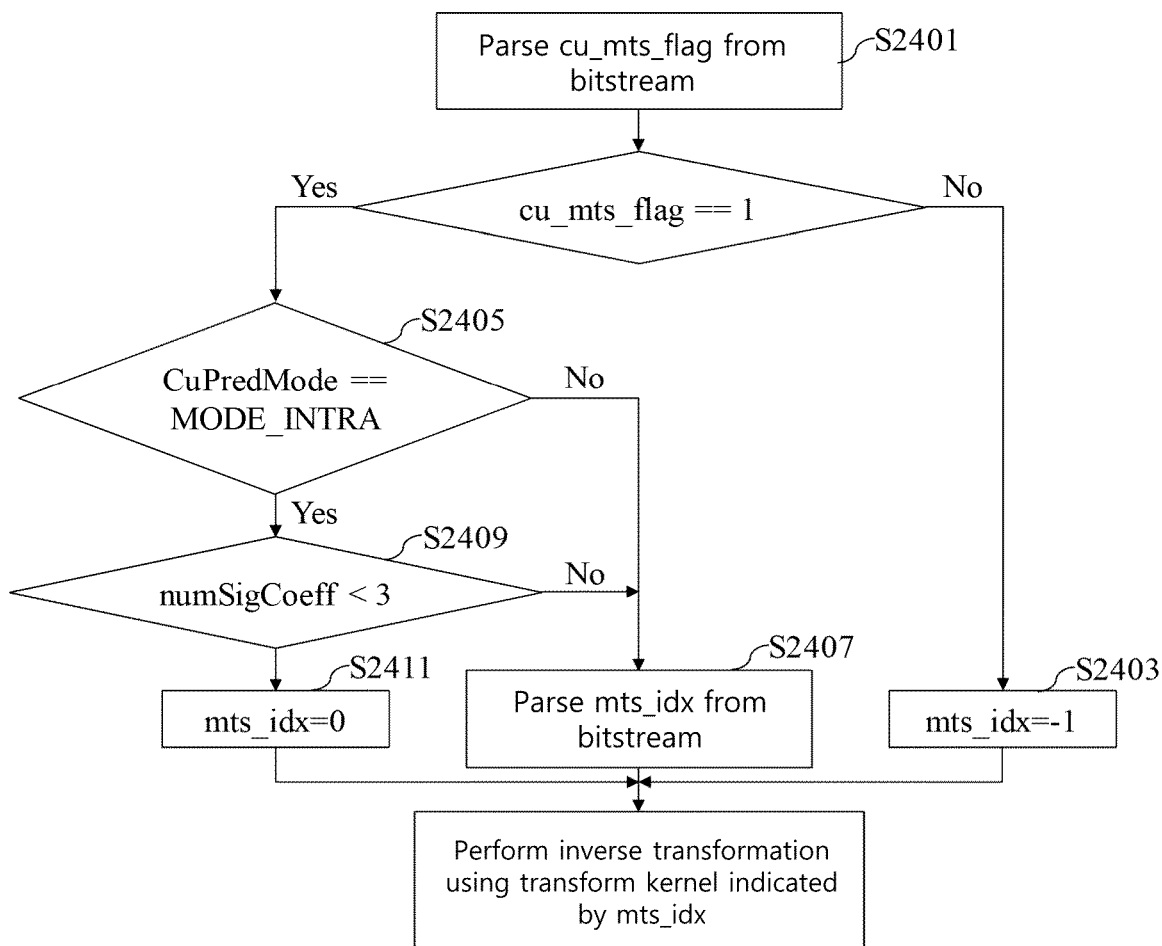 Parse cu_mts_flag from
bitstream
S2401
Yes
No
cu_mts_flag == 1
S2405
CuPredMode ==
MODE_INTRA
No
Yes
S2409
numSigCoeff < 3
No
S2411
mts_idx=0
S2407
Parse mts_idx from
bitstream
S2403
mts_idx=-1
Perform inverse transformation
using transform kernel indicated
by mts_idx